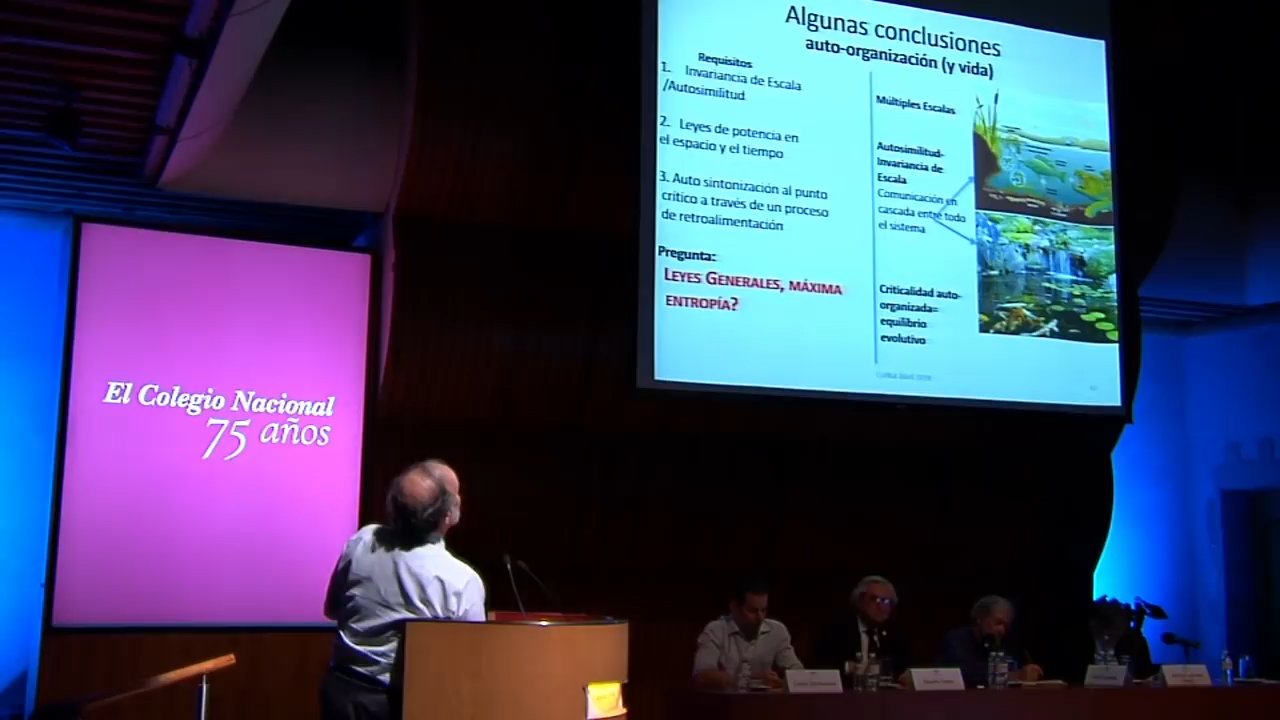 Algunas conclusiones
auto-organización (y vida)
Requisitos
1. Invariancia de Escala
/Autosimilitud
2. Leyes de potencia en
el espacio y el tiempo
3. Auto sintonización al punto
crítico a través de un proceso
de retroalimentación
Pregunta:
LEYES GENERALES, MÁXIMA
ENTROPÍA?
Múltiples Escalas
Autosimilitud-
Invariancia de
Escala
Comunicación en
cascada entre todo
el sistema
Criticalidad auto-
organizada=
equilibrio
evolutivo
El Colegio Nacional
75 años